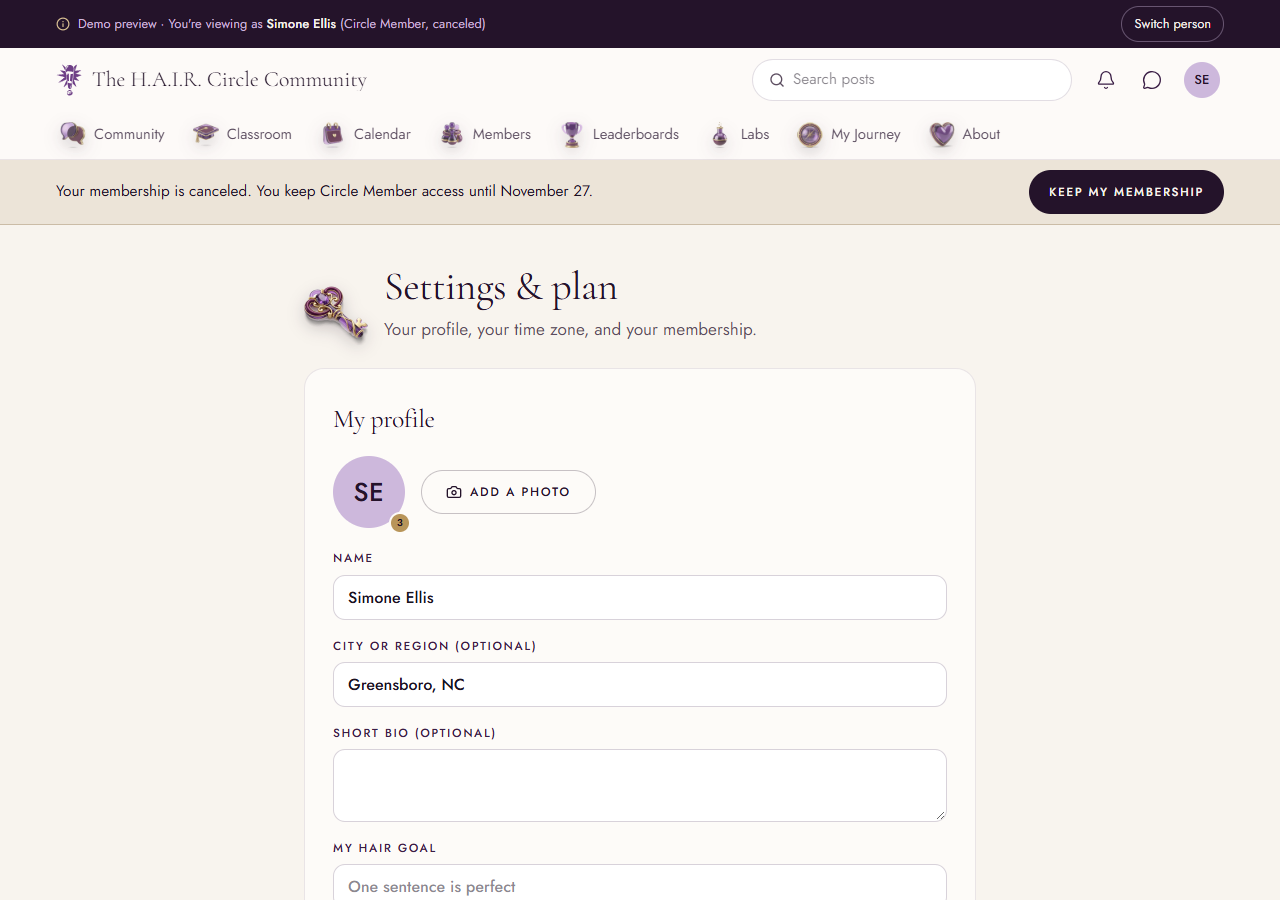 Demo preview · You're viewing as Simone Ellis (Circle Member, canceled)
Switch person
The H.A.I.R. Circle Community
Search posts
SE
Community
Classroom
Calendar
Members
Leaderboards
Labs
My Journey
About
Your membership is canceled. You keep Circle Member access until November 27.
KEEP MY MEMBERSHIP
Settings & plan
Your profile, your time zone, and your membership.
My profile
SE
3
ADD A PHOTO
NAME
Simone Ellis
CITY OR REGION (OPTIONAL)
Greensboro, NC
SHORT BIO (OPTIONAL)
MY HAIR GOAL
One sentence is perfect